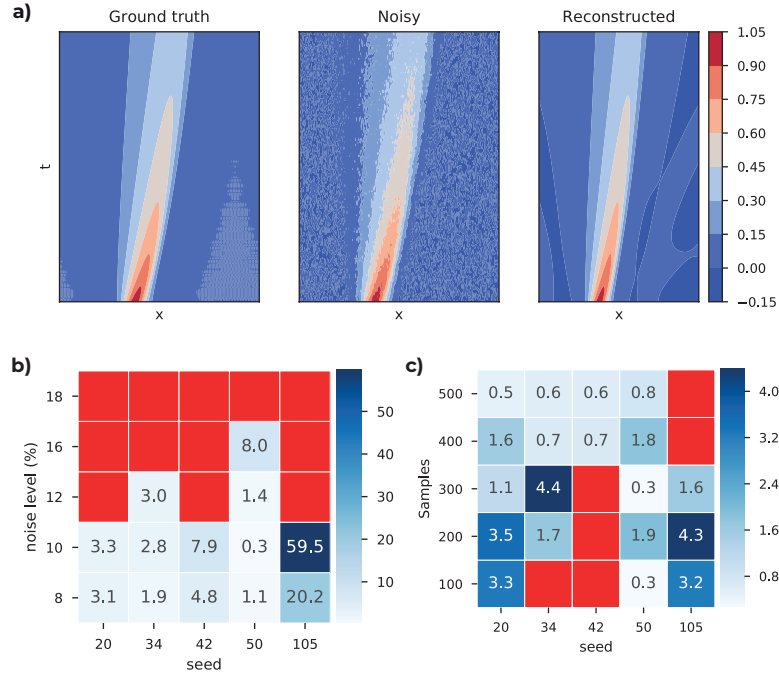 a)
Ground truth
Noisy
Reconstructed
t
x
x
x
1.05
0.90
0.75
0.60
0.45
0.30
0.15
0.00
−0.15
b)
noise level (%)
18
16
8.0
12
3.0 1.4
10
3.3 2.8 7.9 0.3 59.5
8
3.1 1.9 4.8 1.1 20.2
20 34 42 50 105
seed
50
40
30
20
10
c)
Samples
500
0.5 0.6 0.6 0.8
400
1.6 0.7 0.7 1.8
300
1.1 4.4 0.3 1.6
200
3.5 1.7 1.9 4.3
100
3.3 0.3 3.2
20 34 42 50 105
seed
4.0
3.2
2.4
1.6
0.8